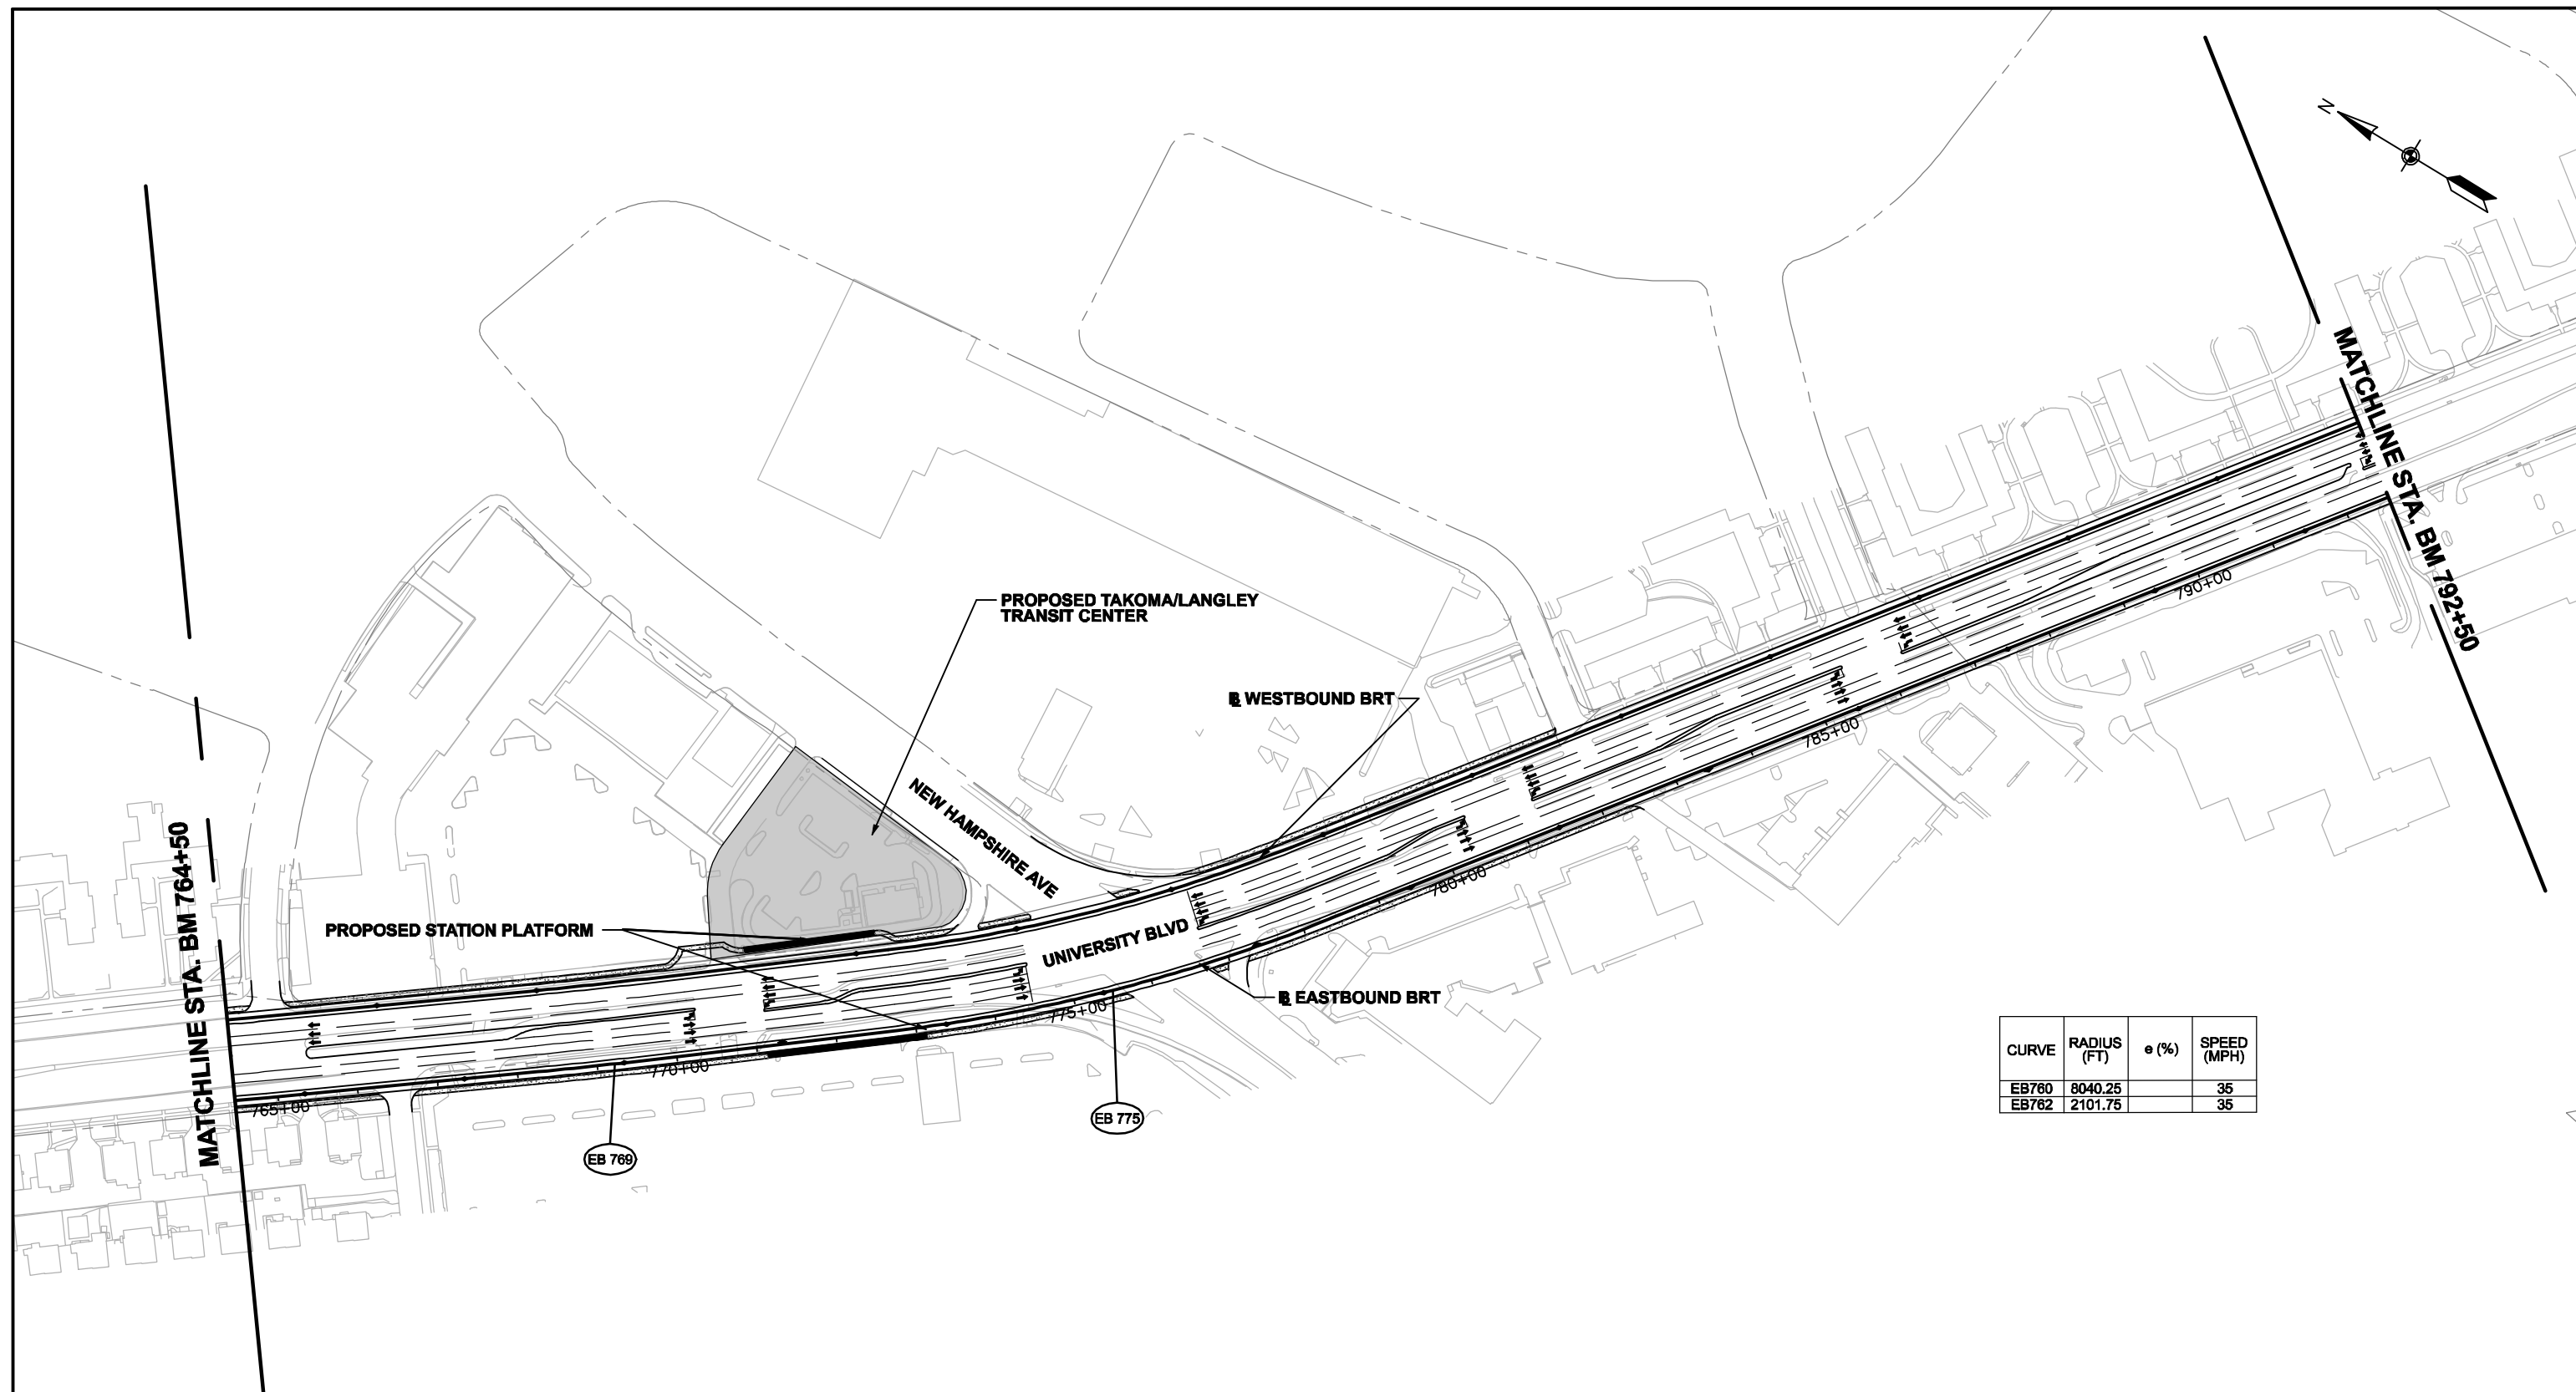 N
MATCHLINE STA. BM 792+50
PROPOSED TAKOMA/LANGLEY
TRANSIT CENTER
790+00
B WESTBOUND BRT
785+00
NEW HAMPSHIRE AVE
MATCHLINE STA. BM 764+50
780+00
PROPOSED STATION PLATFORM
UNIVERSITY BLVD
B EASTBOUND BRT
775+00
770+00
765+00
EB 775
EB 769
CURVE RADIUS (FT) e (%) SPEED (MPH)
EB760 8040.25 35
EB762 2101.75 35